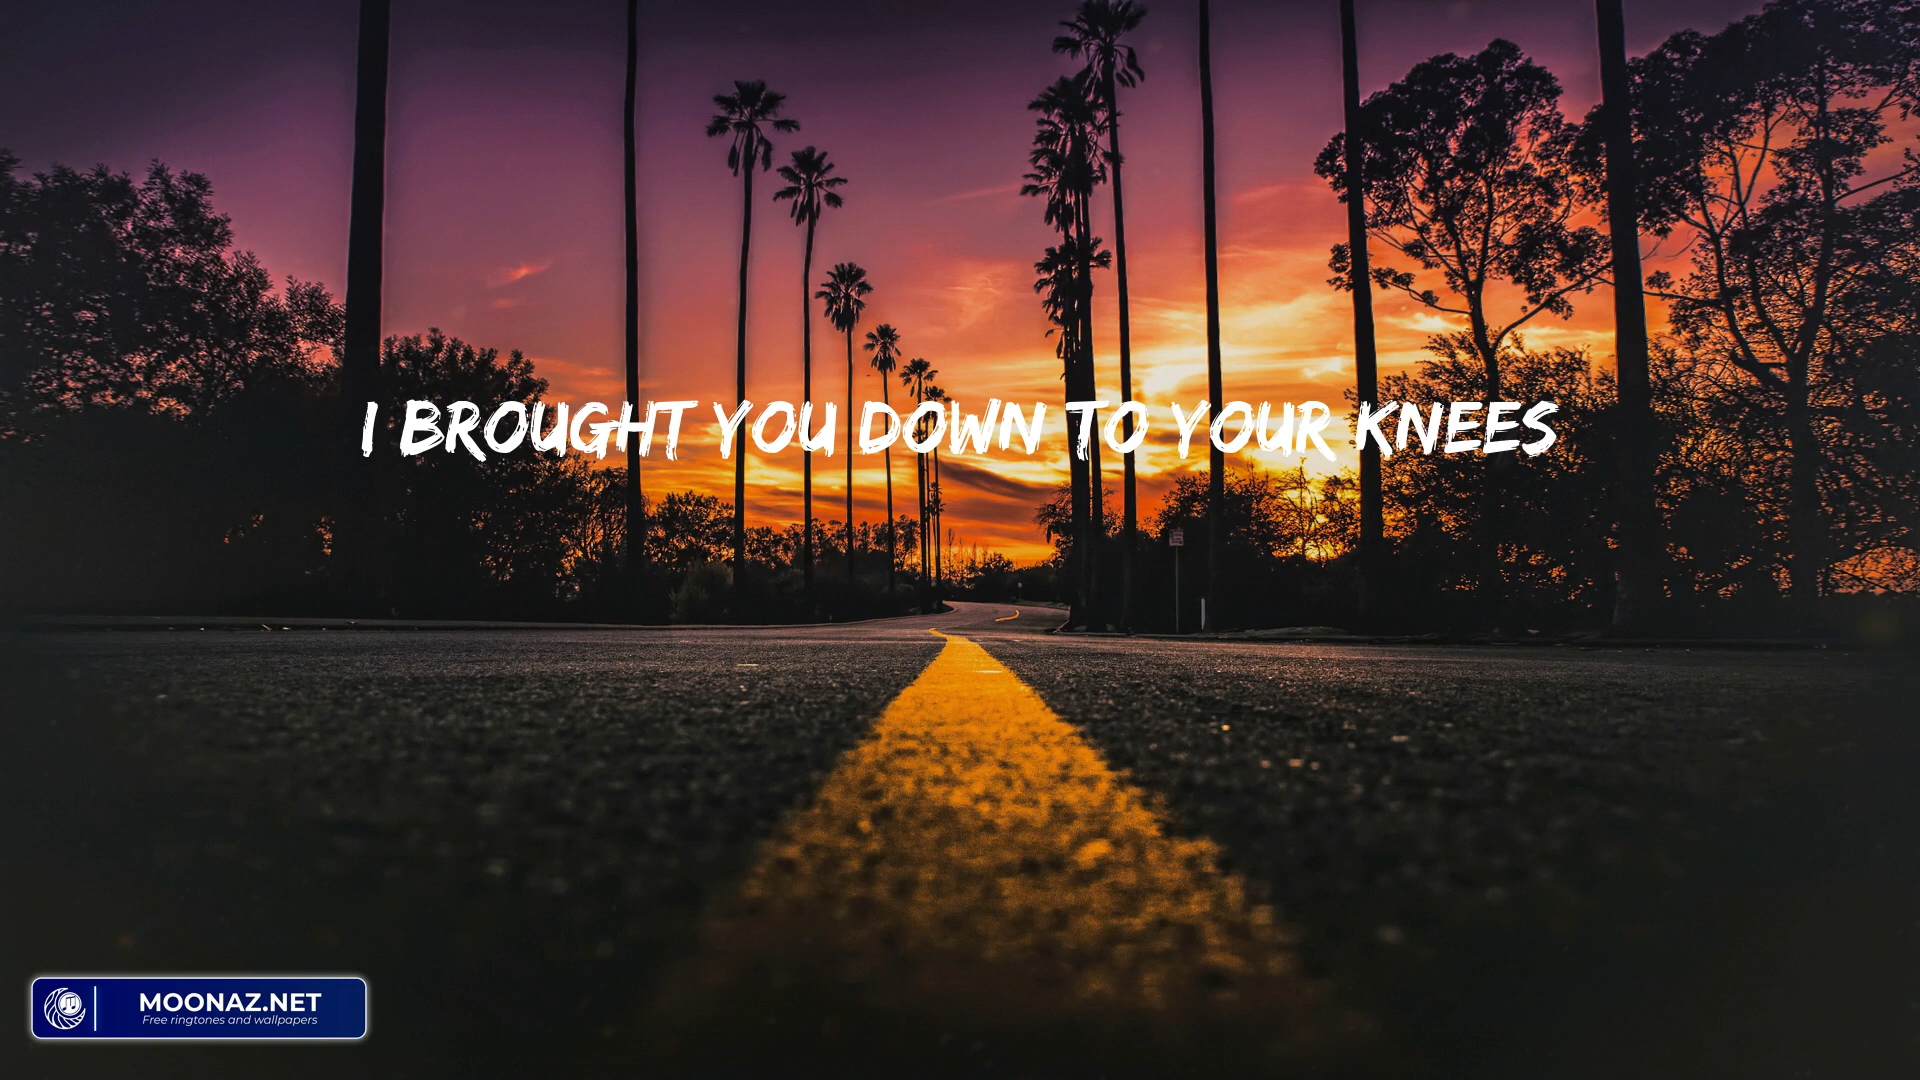 I BROUGHT YOU DOWN TO YOUR KNEES
MOONAZ.NET
Free ringtones and wallpapers